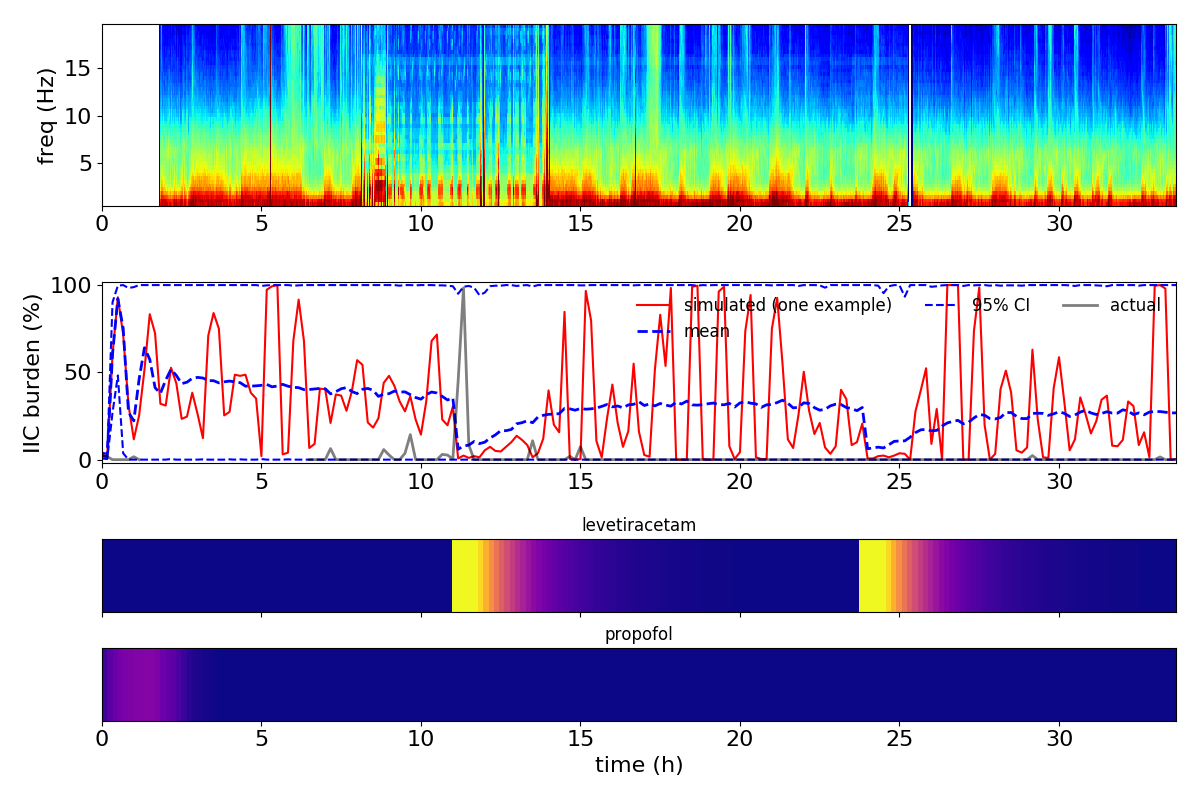 freq (Hz)
15
10
5
0 5 10 15 20 25 30
IIC burden (%)
100
50
0
simulated (one example) 95% CI actual
mean
0 5 10 15 20 25 30
levetiracetam
propofol
0 5 10 15 20 25 30
time (h)